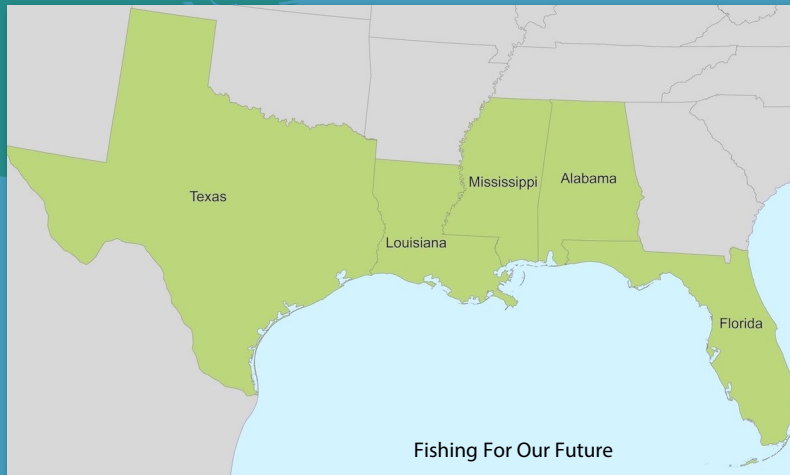 Texas
Louisiana
Mississippi
Alabama
Florida
Fishing For Our Future